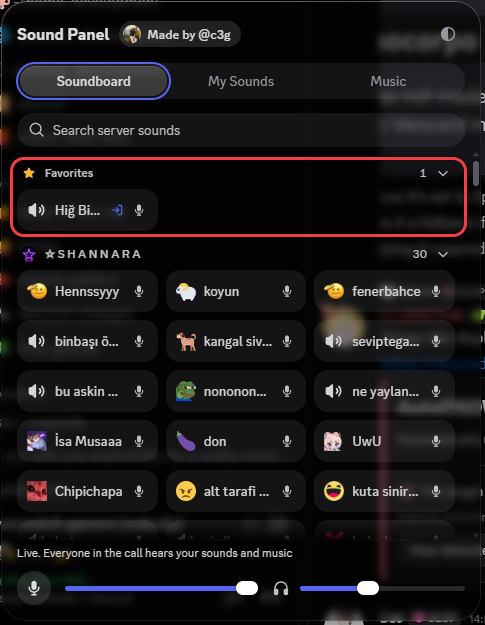 Sound Panel Made by @c3g
Soundboard My Sounds Music
Search server sounds
Favorites 1
Hiğ Bi...
☆SHANNARA 30
Hennssyyy koyun fenerbahce
binbaşı ö... kangal siv... seviptega...
bu askin ... nononon... ne yaylan...
İsa Musaaa don UwU
Chipichapa alt tarafi ... kuta sinir...
Live. Everyone in the call hears your sounds and music